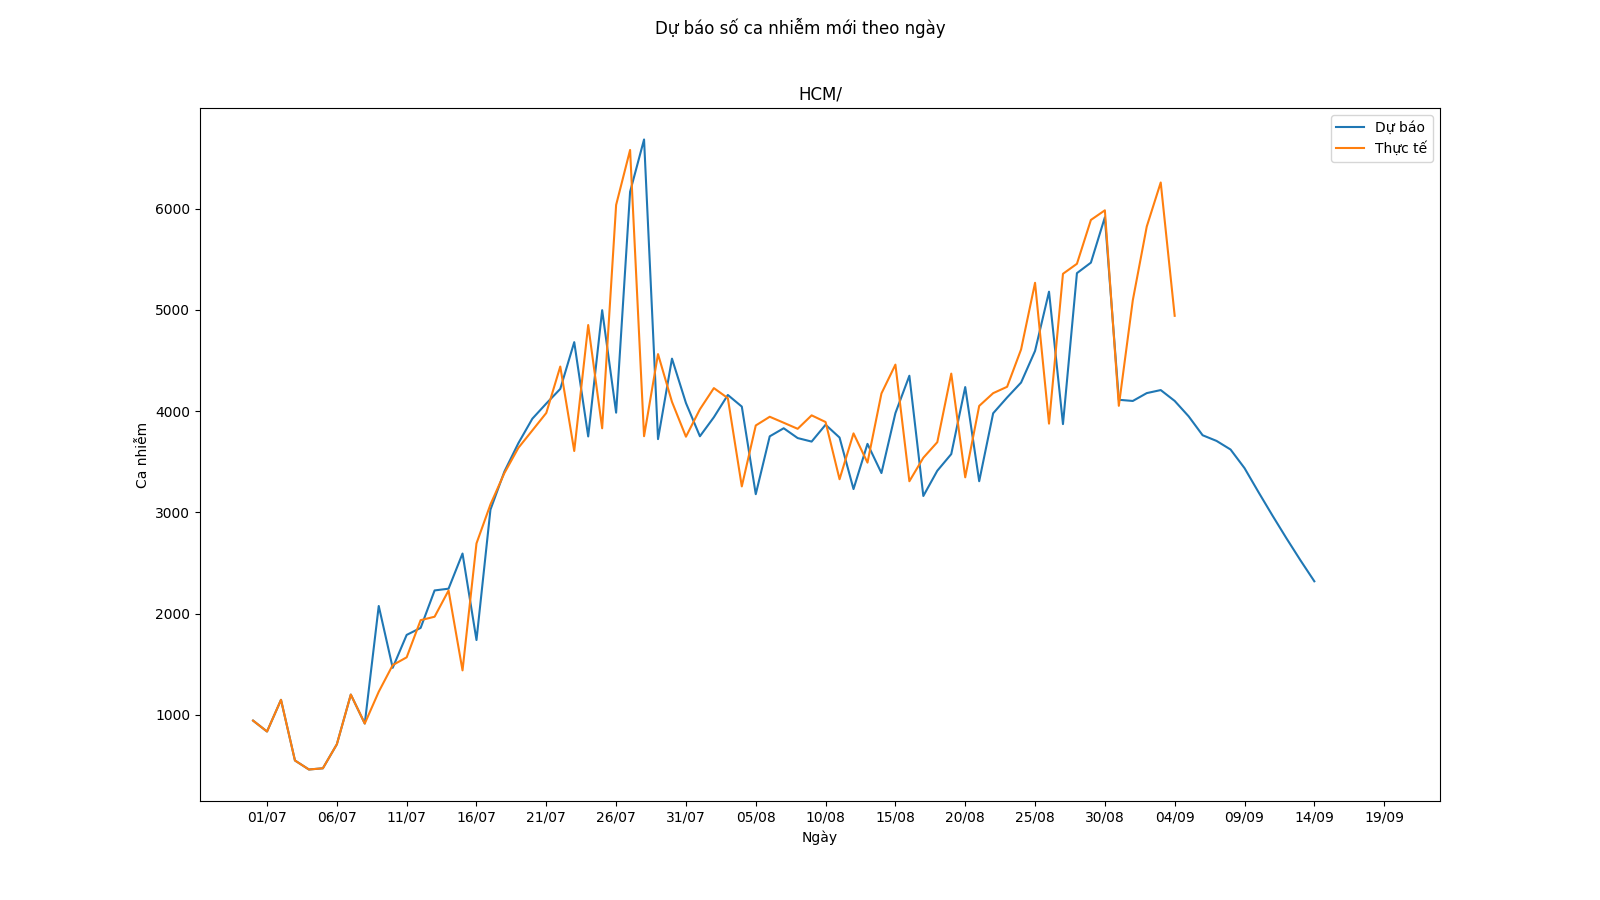 Dự báo số ca nhiễm mới theo ngày
HCM/
Dự báo
Thực tế
6000
5000
4000
3000
2000
1000
Ca nhiễm
01/07 06/07 11/07 16/07 21/07 26/07 31/07 05/08 10/08 15/08 20/08 25/08 30/08 04/09 09/09 14/09 19/09
Ngày